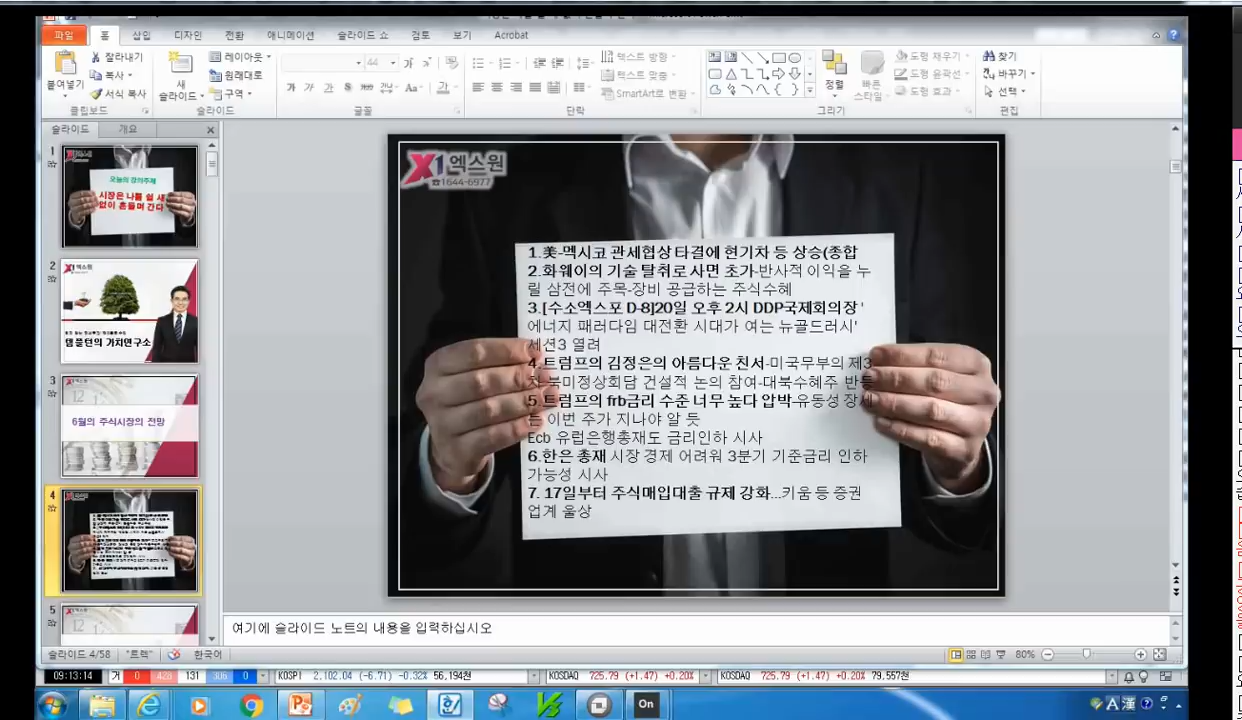 파일 홈 삽입 디자인 전환 애니메이션 슬라이드 쇼 검토 보기 Acrobat
잘라내기
복사
서식 복사
붙여넣기
새
슬라이드
레이아웃
원래대로
구역
44
텍스트 방향
텍스트 맞춤
SmartArt로 변환
정렬
빠른
스타일
도형 채우기
도형 윤곽선
도형 효과
찾기
바꾸기
선택
클립보드 슬라이드 글꼴 단락 그리기 편집
슬라이드 개요
1
오늘의 강의주제
시장은 나를 쉴 새
없이 흔들며 간다
2
X1 엑스원
템플턴의 가치연구소
3
6월의 주식시장의 전망
4
5
X1 엑스원
☎1644-6977
1.美-멕시코 관세협상 타결에 현기차 등 상승(종합
2.화웨이의 기술 탈취로 사면 초가-반사적 이익을 누
릴 삼전에 주목-장비 공급하는 주식수혜
3.[수소엑스포 D-8]20일 오후 2시 DDP국제회의장 '
에너지 패러다임 대전환 시대가 여는 뉴골드러시'
세션3 열려
4.트럼프의 김정은의 아름다운 친서-미국무부의 제3
차 북미정상회담 건설적 논의 참여-대북수혜주 반등
5.트럼프의 frb금리 수준 너무 높다 압박-유동성 장세
는 이번 주가 지나야 알 듯
Ecb 유럽은행총재도 금리인하 시사
6.한은 총재 시장 경제 어려워 3분기 기준금리 인하
가능성 시사
7. 17일부터 주식매입대출 규제 강화...키움 등 증권
업계 울상
여기에 슬라이드 노트의 내용을 입력하십시오
슬라이드 4/58 "트렉" 한국어 80%
09:13:14 거 0 428 131 306 0 KOSPI 2,102.04 (-6.71) -0.32% 56,194천 KOSDAQ 725.79 (+1.47) +0.20% KOSDAQ 725.79 (+1.47) +0.20% 79,557천
On A 漢